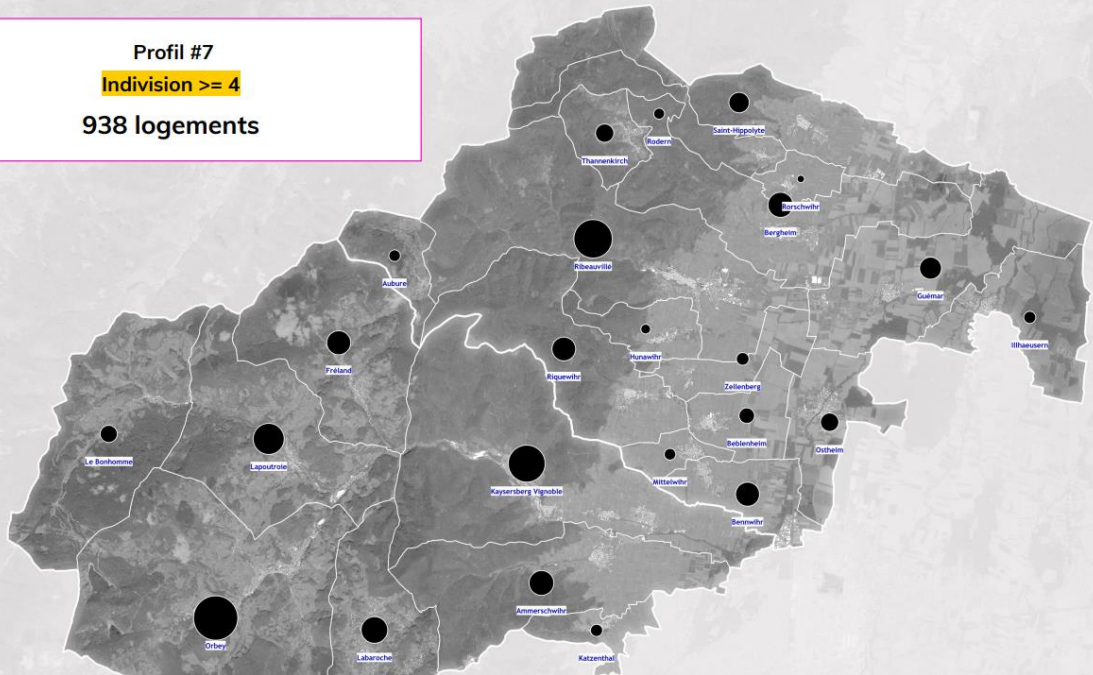 Profil #7
Indivision >= 4
938 logements
Saint-Hippolyte
Rodern
Thannenkirch
Rorschwihr
Bergheim
Ribeauvillé
Aubure
Guémar
Illhaeusern
Hunawihr
Fréland
Riquewihr
Zellenberg
Beblenheim
Ostheim
Le Bonhomme
Lapoutroie
Mittelwihr
Kaysersberg Vignoble
Bennwihr
Ammerschwihr
Orbey
Labaroche
Katzenthal